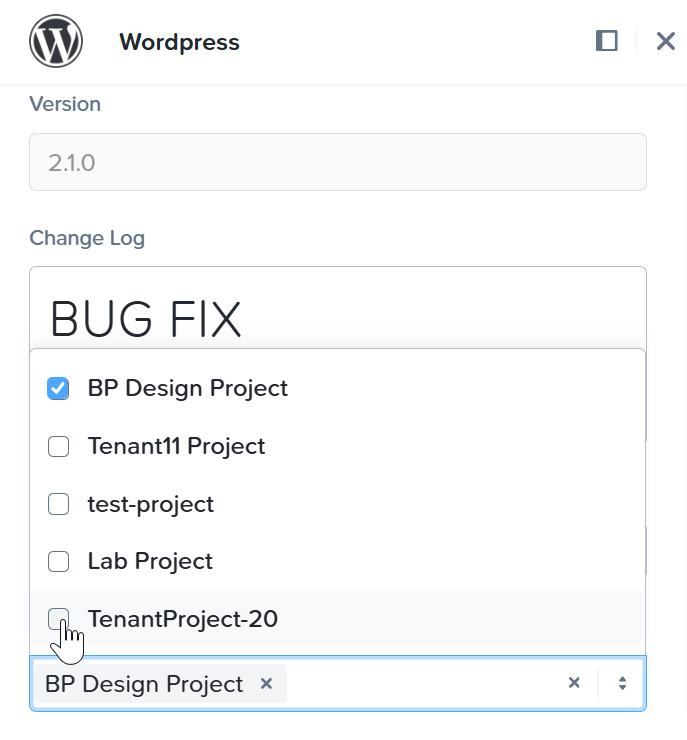 Wordpress
Version
2.1.0
Change Log
BUG FIX
BP Design Project
Tenant11 Project
test-project
Lab Project
TenantProject-20
BP Design Project